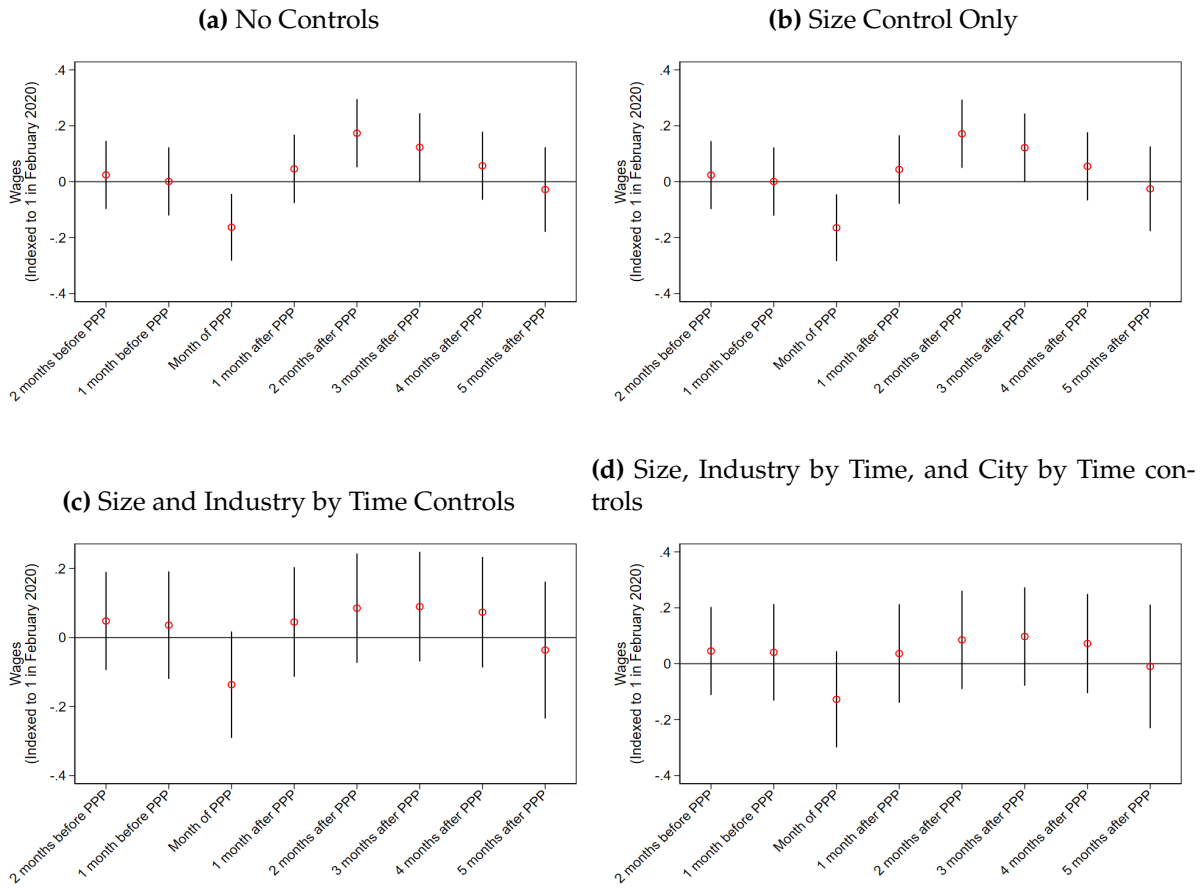 (a) No Controls
Wages
(Indexed to 1 in February 2020)
.4
.2
0
-.2
-.4
2 months before PPP
1 month before PPP
Month of PPP
1 month after PPP
2 months after PPP
3 months after PPP
4 months after PPP
5 months after PPP
(b) Size Control Only
Wages
(Indexed to 1 in February 2020)
.4
.2
0
-.2
-.4
2 months before PPP
1 month before PPP
Month of PPP
1 month after PPP
2 months after PPP
3 months after PPP
4 months after PPP
5 months after PPP
(c) Size and Industry by Time Controls
Wages
(Indexed to 1 in February 2020)
.2
0
-.2
-.4
2 months before PPP
1 month before PPP
Month of PPP
1 month after PPP
2 months after PPP
3 months after PPP
4 months after PPP
5 months after PPP
(d) Size, Industry by Time, and City by Time con-
trols
Wages
(Indexed to 1 in February 2020)
.4
.2
0
-.2
-.4
2 months before PPP
1 month before PPP
Month of PPP
1 month after PPP
2 months after PPP
3 months after PPP
4 months after PPP
5 months after PPP